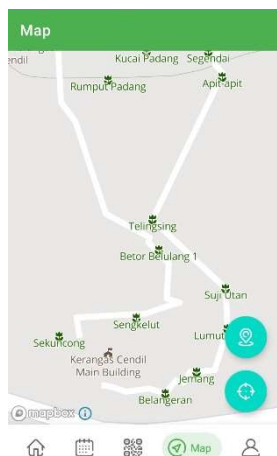 Map
endil
Kucai Padang
Segendai
Rumput Padang
Apit-apit
Telingsing
Betor Belulang 1
Suji Utan
Sengkelut
Sekuncong
Lumut
Kerangas Cendil
Main Building
Jemang
Belangeran
mapbox
Map